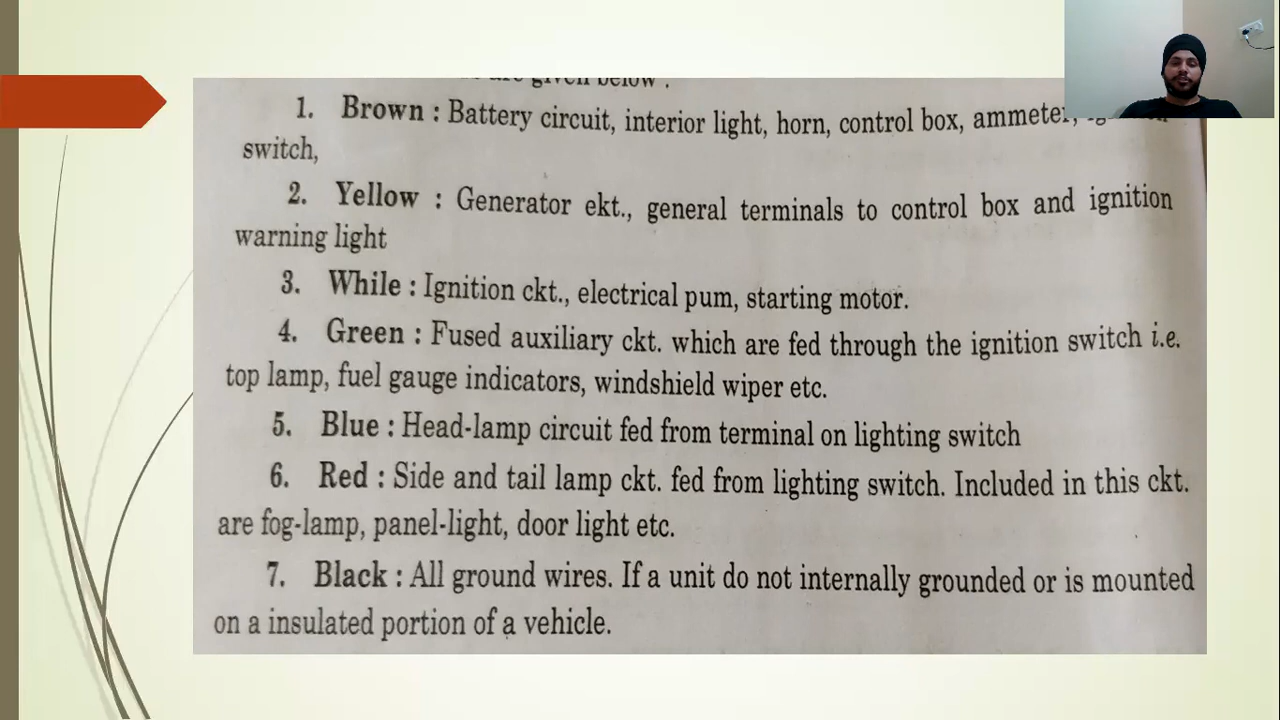 are given below .
1. Brown : Battery circuit, interior light, horn, control box, ammeter,
switch,
2. Yellow : Generator ekt., general terminals to control box and ignition
warning light
3. While : Ignition ckt., electrical pum, starting motor.
4. Green : Fused auxiliary ckt. which are fed through the ignition switch i.e.
top lamp, fuel gauge indicators, windshield wiper etc.
5. Blue : Head-lamp circuit fed from terminal on lighting switch
6. Red : Side and tail lamp ckt. fed from lighting switch. Included in this ckt.
are fog-lamp, panel-light, door light etc.
7. Black : All ground wires. If a unit do not internally grounded or is mounted
on a insulated portion of a vehicle.